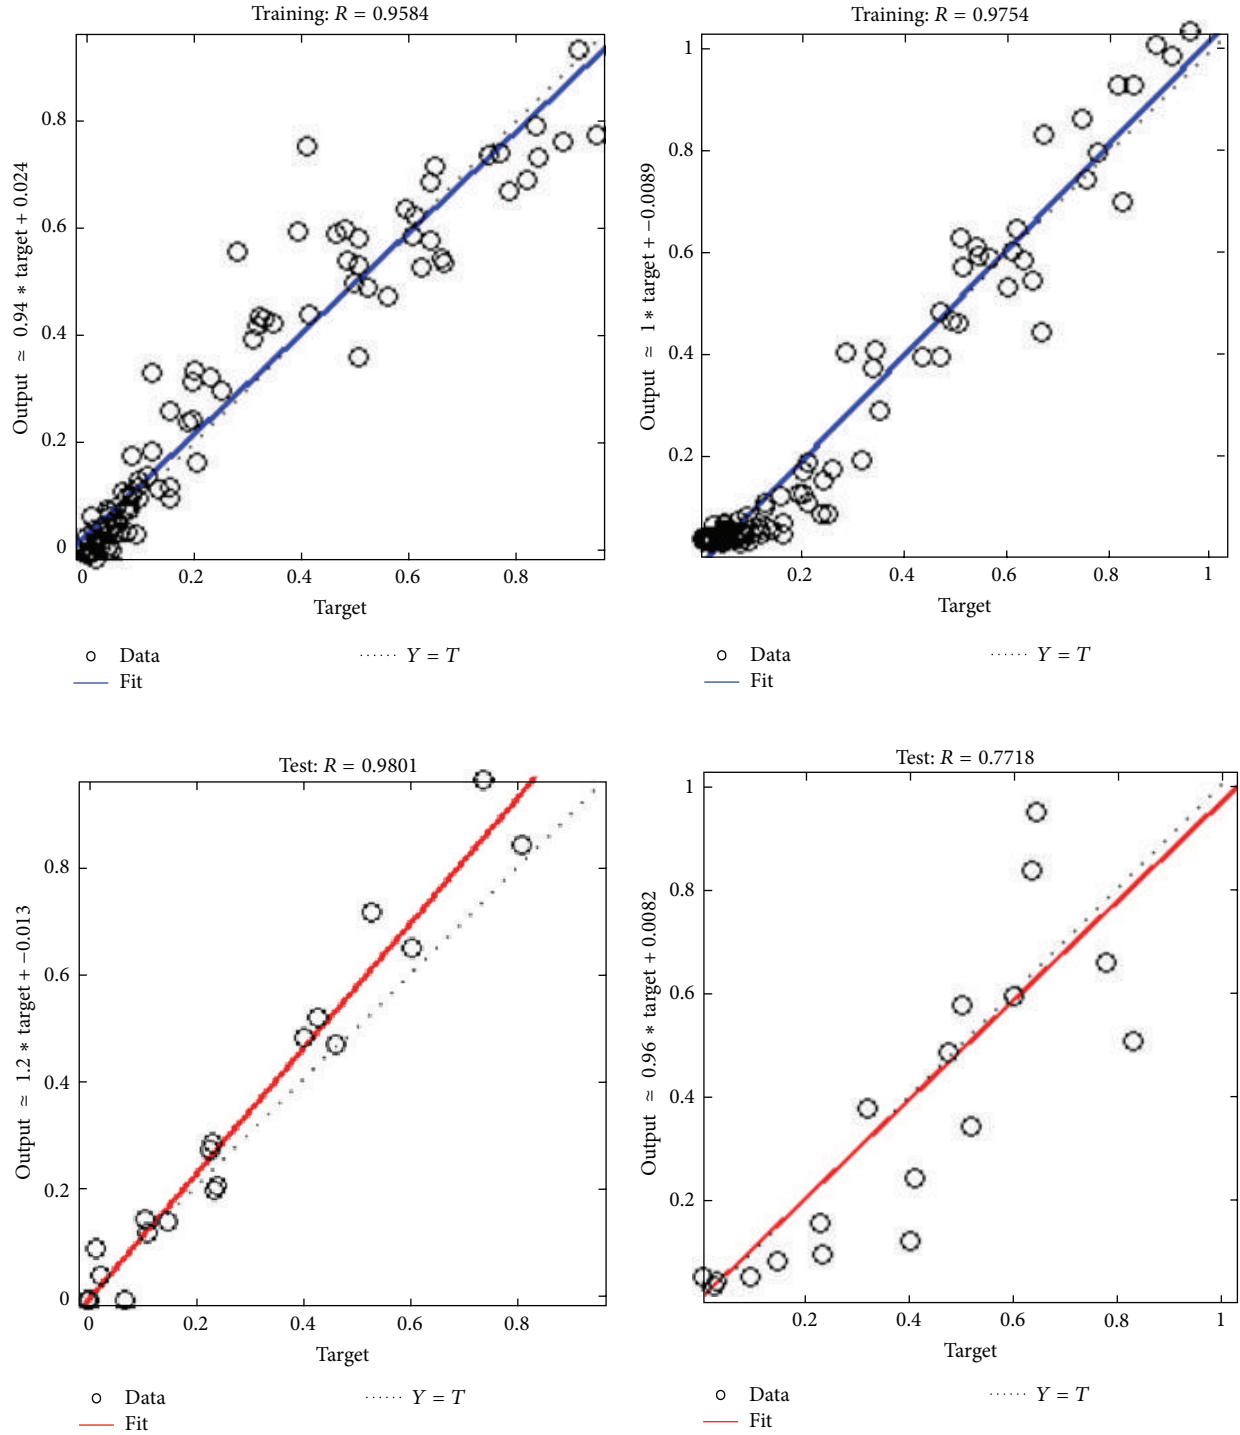 Training: R = 0.9584
Output ≃ 0.94 * target + 0.024
0.8
0.6
0.4
0.2
0
0 0.2 0.4 0.6 0.8
Target
Data
Y = T
Fit
Training: R = 0.9754
Output ≃ 1 * target + −0.0089
1
0.8
0.6
0.4
0.2
0.2 0.4 0.6 0.8 1
Target
Data
Y = T
Fit
Test: R = 0.9801
Output ≃ 1.2 * target + −0.013
0.8
0.6
0.4
0.2
0
0 0.2 0.4 0.6 0.8
Target
Data
Y = T
Fit
Test: R = 0.7718
Output ≃ 0.96 * target + 0.0082
1
0.8
0.6
0.4
0.2
0.2 0.4 0.6 0.8 1
Target
Data
Y = T
Fit